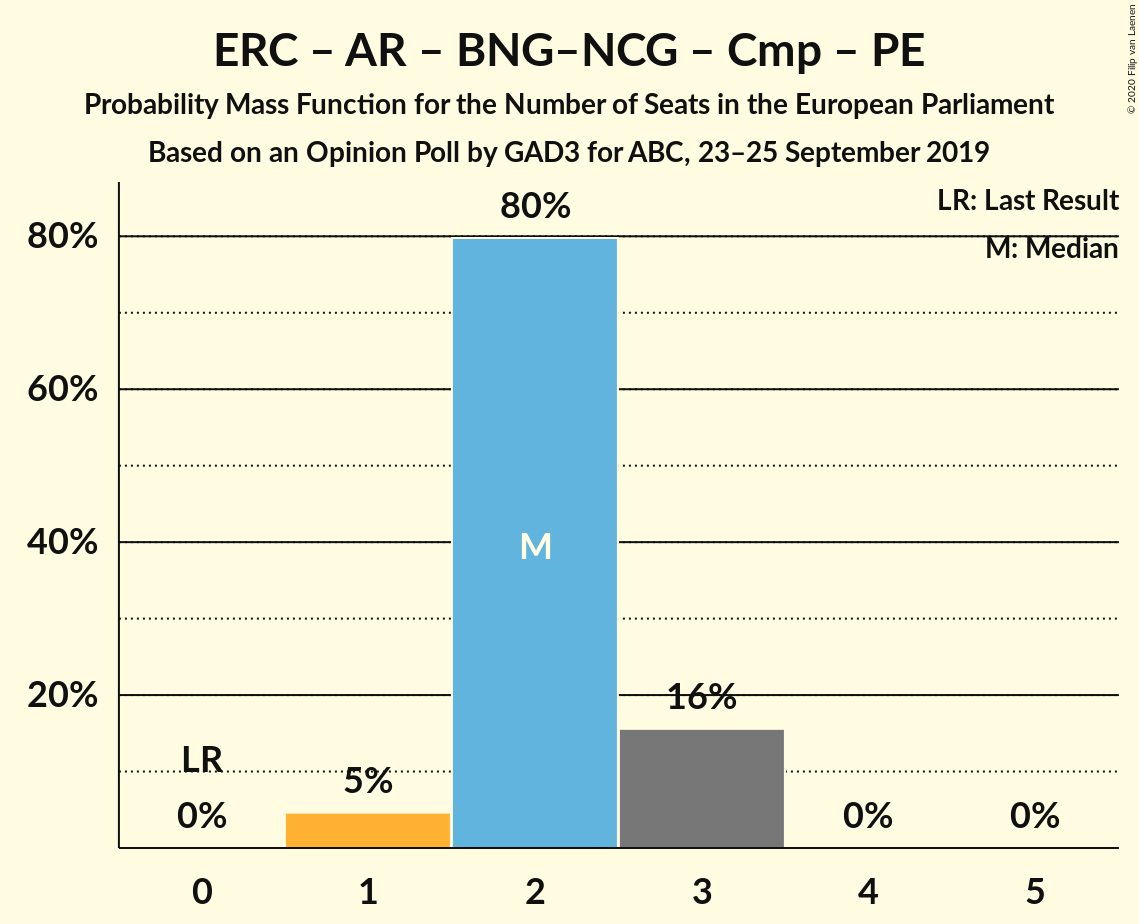 ERC – AR – BNG–NCG – Cmp – PE
Probability Mass Function for the Number of Seats in the European Parliament
Based on an Opinion Poll by GAD3 for ABC, 23–25 September 2019
© 2020 Filip van Laenen
LR: Last Result
M: Median
80%
60%
40%
20%
LR
0%
5%
80%
M
16%
0%
0%
0 1 2 3 4 5